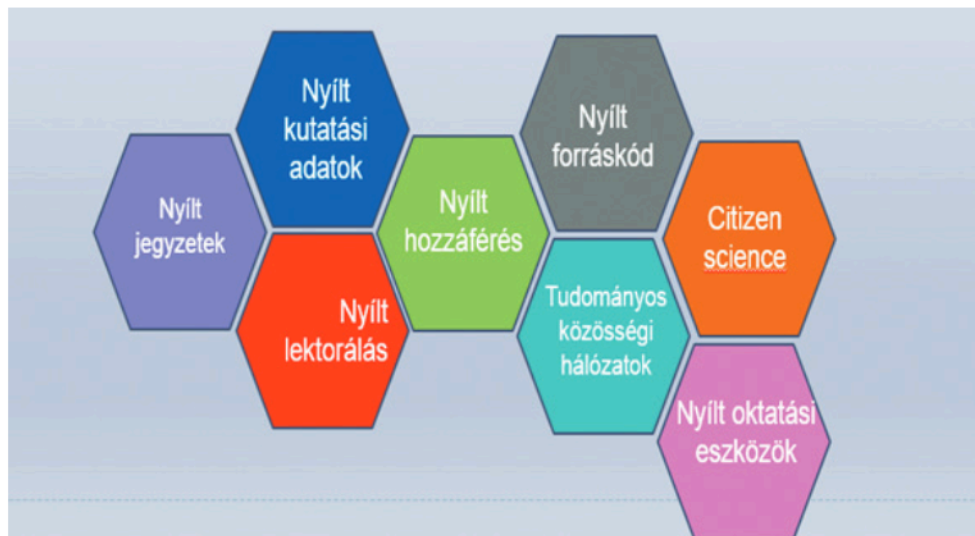 Nyílt
kutatási
adatok
Nyílt
forráskód
Nyílt
jegyzetek
Nyílt
hozzáférés
Citizen
science
Nyílt
lektorálás
Tudományos
közösségi
hálózatok
Nyílt oktatási
eszközök